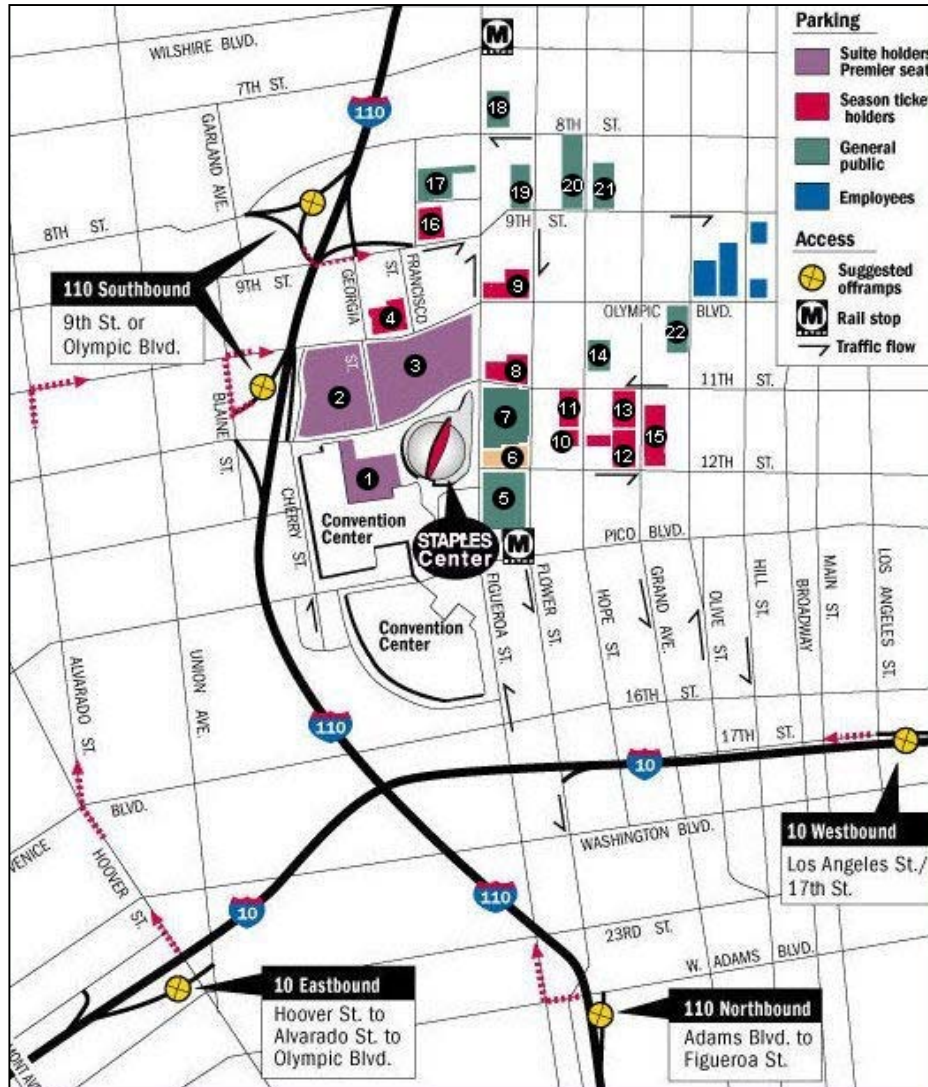 WILSHIRE BLVD.
7TH ST.
GARLAND AVE.
110
M
METRO
18
8TH ST.
17
19
20
21
16
9TH ST.
8TH ST.
9TH ST.
GEORGIA ST.
FRANCISCO ST.
9
4
OLYMPIC BLVD.
22
3
2
14
8
11TH ST.
7
11
13
10
15
12
6
12TH ST.
1
5
BLAINE ST.
CHERRY ST.
Convention
Center
STAPLES
Center
M
METRO
PICO BLVD.
Convention
Center
FIGUEROA ST.
FLOWER ST.
HOPE ST.
GRAND AVE.
OLIVE ST.
HILL ST.
BROADWAY
MAIN ST.
LOS ANGELES ST.
ALVARADO ST.
UNION AVE.
16TH ST.
17TH ST.
110
10
VENICE BLVD.
HOOVER ST.
WASHINGTON BLVD.
10
110
23RD ST.
W. ADAMS BLVD.
Parking
Suite holders
Premier seat
Season ticket
holders
General
public
Employees
Access
Suggested
offramps
M
METRO
Rail stop
Traffic flow
110 Southbound
9th St. or
Olympic Blvd.
10 Westbound
Los Angeles St./
17th St.
10 Eastbound
Hoover St. to
Alvarado St. to
Olympic Blvd.
110 Northbound
Adams Blvd. to
Figueroa St.
MONT AVE